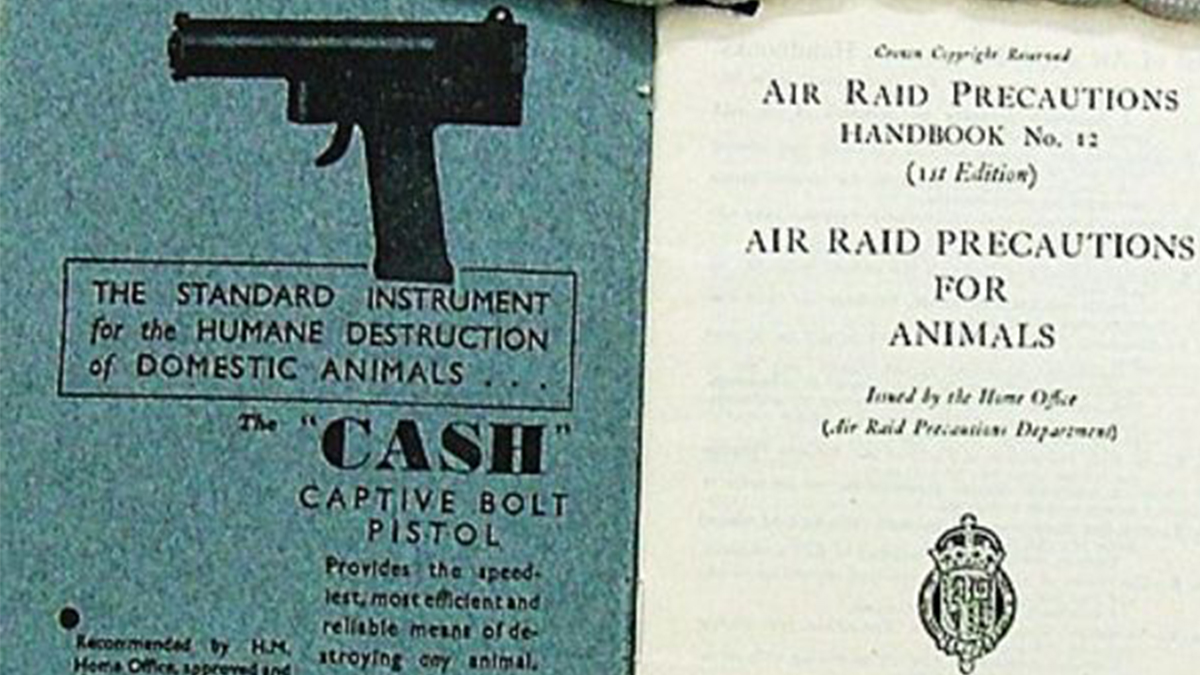 THE STANDARD INSTRUMENT
for the HUMANE DESTRUCTION
of DOMESTIC ANIMALS . . .
The "CASH"
CAPTIVE BOLT
PISTOL
Provides the speed-
iest, most efficient and
reliable means of de-
stroying any animal.
Recommended by H.M.
Home Office, approved and
Crown Copyright Reserved
AIR RAID PRECAUTIONS
HANDBOOK No. 12
(1st Edition)
AIR RAID PRECAUTIONS
FOR
ANIMALS
Issued by the Home Office
(Air Raid Precautions Department)